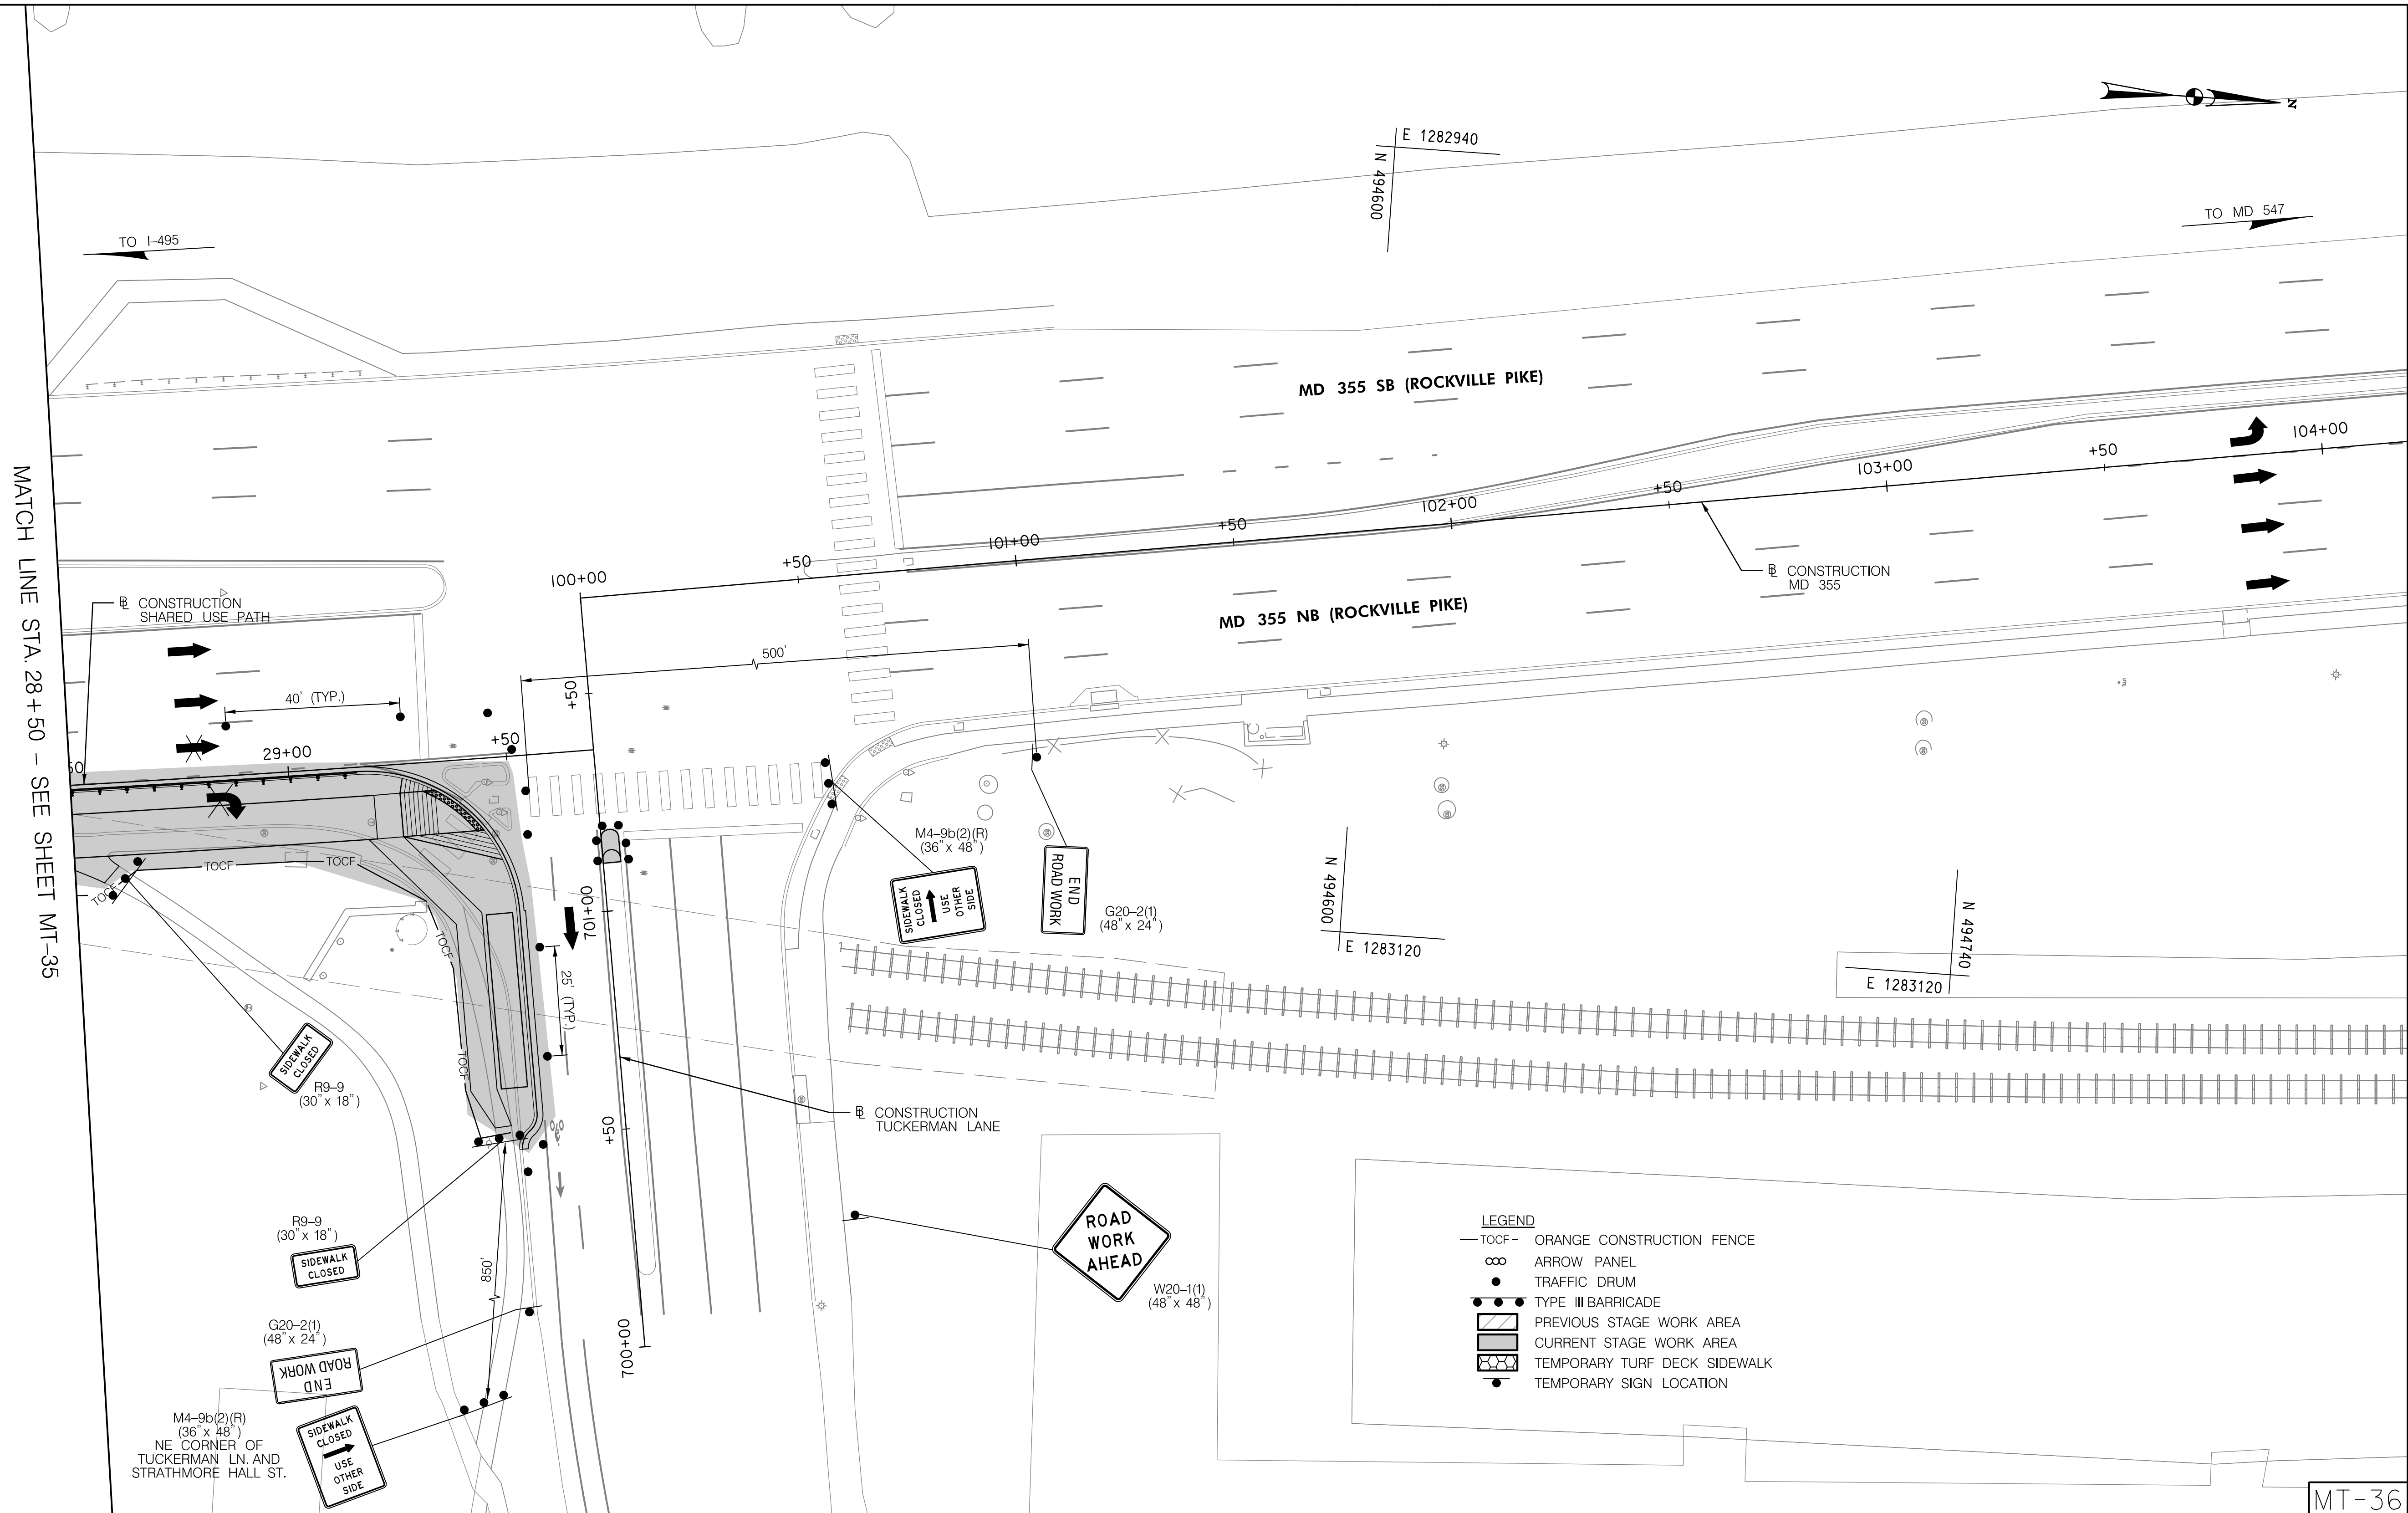 N
E 1282940
N 494600
TO I-495
TO MD 547
MD 355 SB (ROCKVILLE PIKE)
MATCH LINE STA. 28+50 - SEE SHEET MT-35
100+00
+50
101+00
+50
102+00
+50
103+00
+50
104+00
℄ CONSTRUCTION
SHARED USE PATH
℄ CONSTRUCTION
MD 355
MD 355 NB (ROCKVILLE PIKE)
500'
40' (TYP.)
50
29+00
+50
+50
TOCF
TOCF
TOCF
TOCF
TOCF
701+00
25' (TYP.)
M4-9b(2)(R)
(36" x 48")
SIDEWALK
CLOSED
USE
OTHER
SIDE
END
ROAD WORK
G20-2(1)
(48" x 24")
N 494600
E 1283120
N 494740
E 1283120
SIDEWALK
CLOSED
R9-9
(30" x 18")
℄ CONSTRUCTION
TUCKERMAN LANE
+50
R9-9
(30" x 18")
SIDEWALK
CLOSED
850'
700+00
ROAD
WORK
AHEAD
W20-1(1)
(48" x 48")
G20-2(1)
(48" x 24")
END
ROAD WORK
M4-9b(2)(R)
(36" x 48")
NE CORNER OF
TUCKERMAN LN. AND
STRATHMORE HALL ST.
SIDEWALK
CLOSED
USE
OTHER
SIDE
LEGEND
TOCF ORANGE CONSTRUCTION FENCE
ARROW PANEL
TRAFFIC DRUM
TYPE III BARRICADE
PREVIOUS STAGE WORK AREA
CURRENT STAGE WORK AREA
TEMPORARY TURF DECK SIDEWALK
TEMPORARY SIGN LOCATION
MT-36